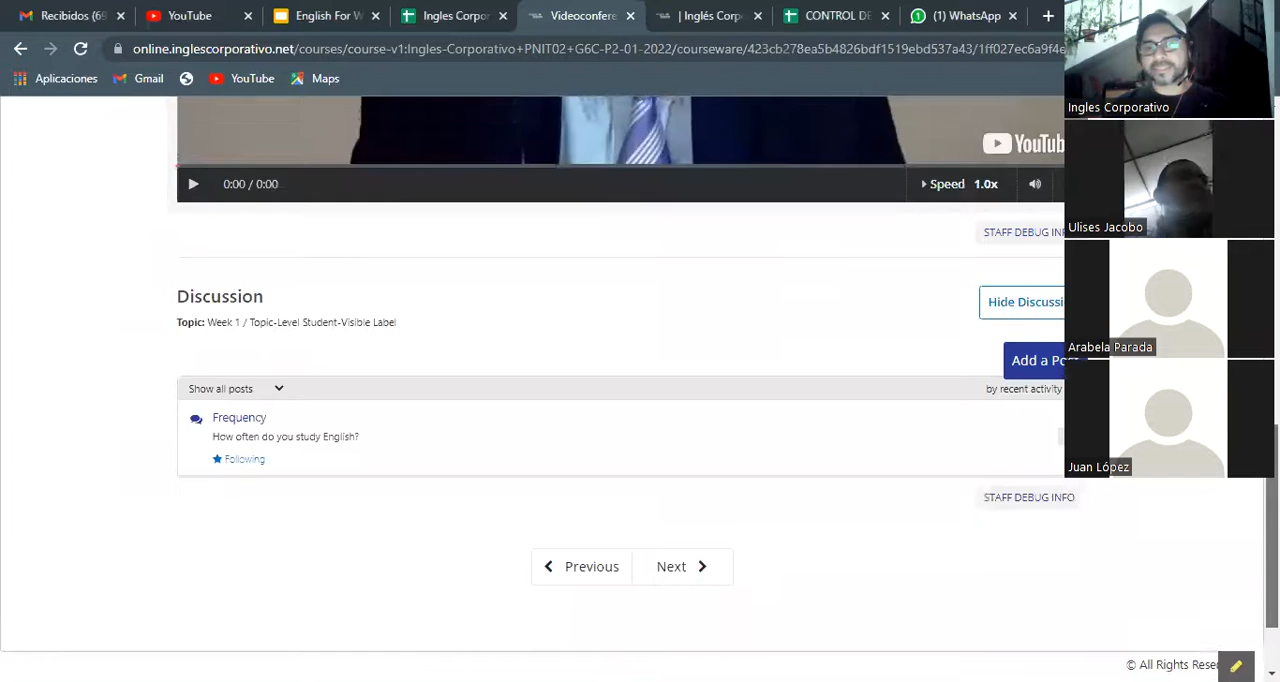 Recibidos (69
YouTube
English For W
Ingles Corpor
Videoconfere
| Inglés Corp
CONTROL DE
(1) WhatsApp
online.inglescorporativo.net/courses/course-v1:Ingles-Corporativo+PNIT02+G6C-P2-01-2022/courseware/423cb278ea5b4826bdf1519ebd537a43/1ff027ec6a9f4e
Aplicaciones
Gmail
YouTube
Maps
Ingles Corporativo
YouTub
0:00 / 0:00
Speed 1.0x
Ulises Jacobo
STAFF DEBUG INF
Discussion
Hide Discussi
Topic: Week 1 / Topic-Level Student-Visible Label
Arabela Parada
Add a Po
Show all posts
by recent activity
Frequency
How often do you study English?
Following
Juan López
STAFF DEBUG INFO
Previous
Next
© All Rights Rese